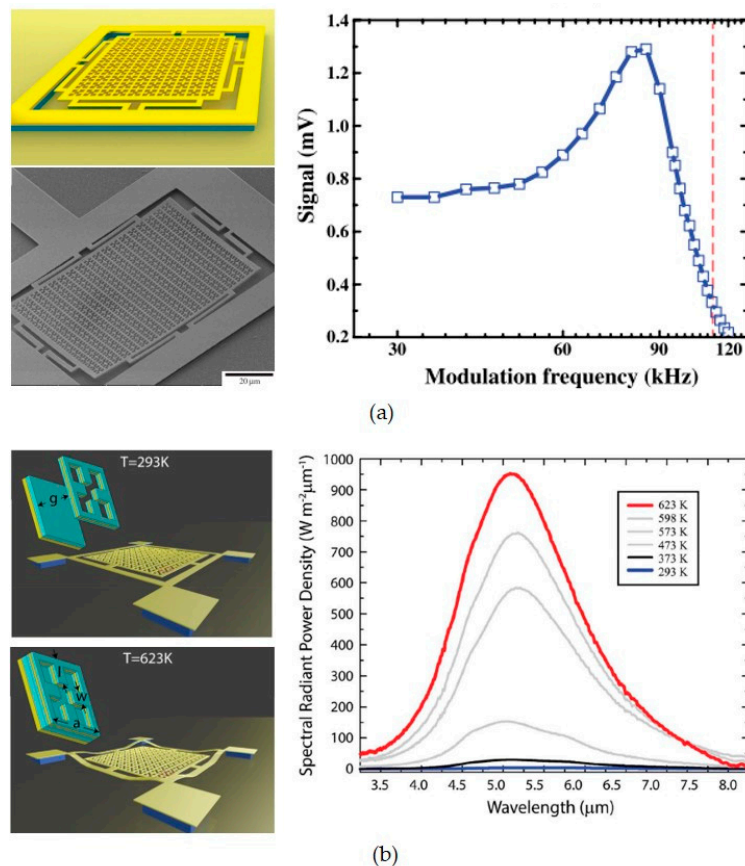 20 μm
1.4
1.2
1.0
0.8
0.6
0.4
0.2
Signal (mV)
30
60
90
120
Modulation frequency (kHz)
(a)
T=293K
g
T=623K
l
w
a
1000
900
800
700
600
500
400
300
200
100
0
Spectral Radiant Power Density (W m⁻²μm⁻¹)
623 K
598 K
573 K
473 K
373 K
293 K
3.5
4.0
4.5
5.0
5.5
6.0
6.5
7.0
7.5
8.0
Wavelength (μm)
(b)